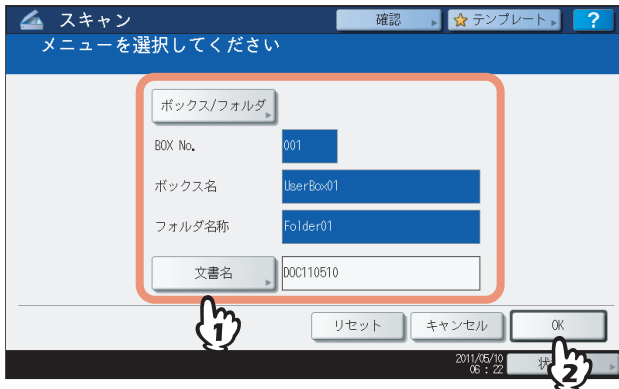 スキャン 確認 テンプレート ?
メニューを選択してください
ボックス/フォルダ
BOX No. 001
ボックス名 UserBox01
フォルダ名称 Folder01
文書名 DOC110510
1
リセット キャンセル OK
2011/05/10
06 : 22
2